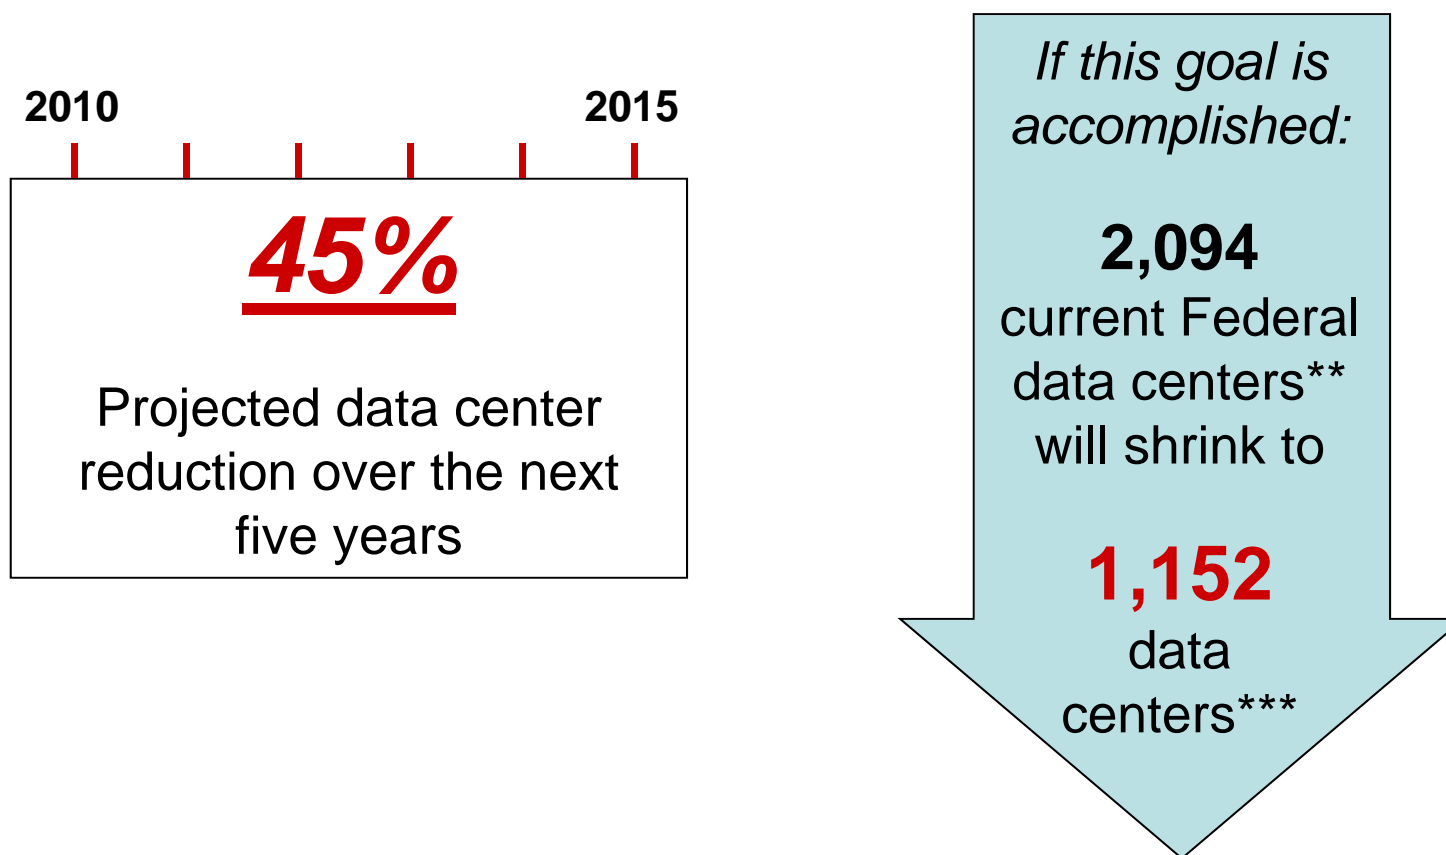 2010
2015
45%
Projected data center
reduction over the next
five years
If this goal is
accomplished:
2,094
current Federal
data centers**
will shrink to
1,152
data
centers***